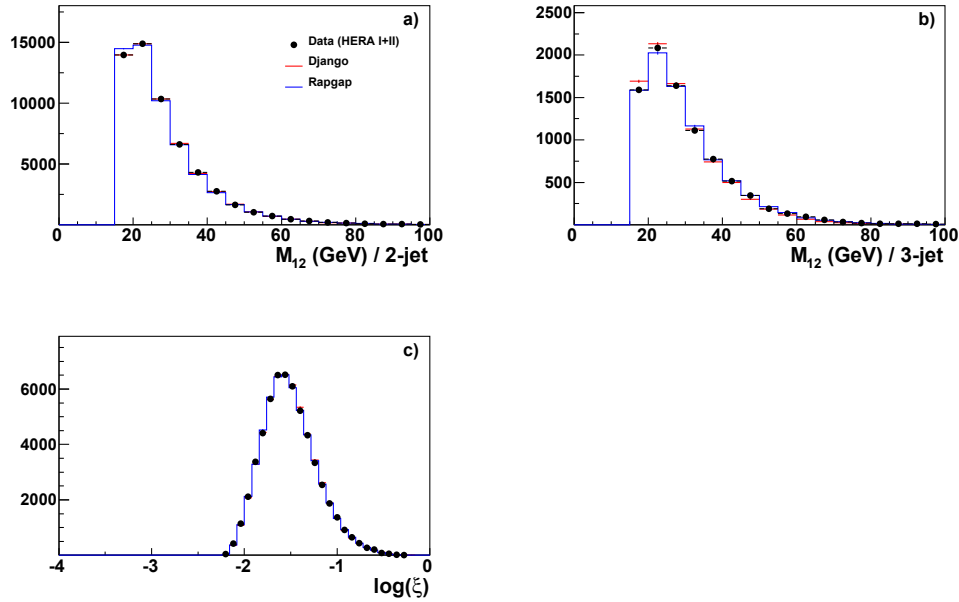 a)
15000
10000
5000
Data (HERA I+II)
Django
Rapgap
0 20 40 60 80 100
M12 (GeV) / 2-jet
b)
2500
2000
1500
1000
500
0 20 40 60 80 100
M12 (GeV) / 3-jet
c)
6000
4000
2000
-4 -3 -2 -1 0
log(ξ)